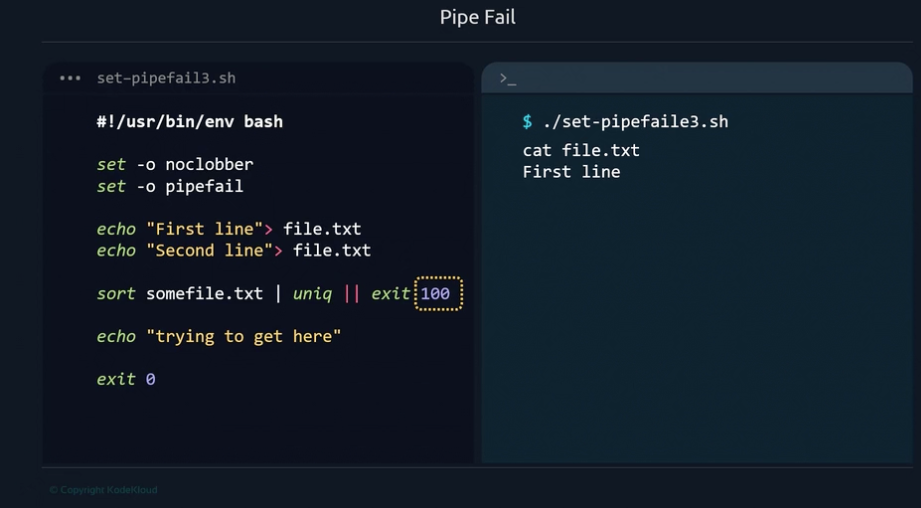 Pipe Fail
set-pipefail3.sh
#!/usr/bin/env bash
set -o noclobber
set -o pipefail
echo "First line"> file.txt
echo "Second line"> file.txt
sort somefile.txt | uniq || exit 100
echo "trying to get here"
exit 0
>_
$ ./set-pipefaile3.sh
cat file.txt
First line
© Copyright KodeKloud